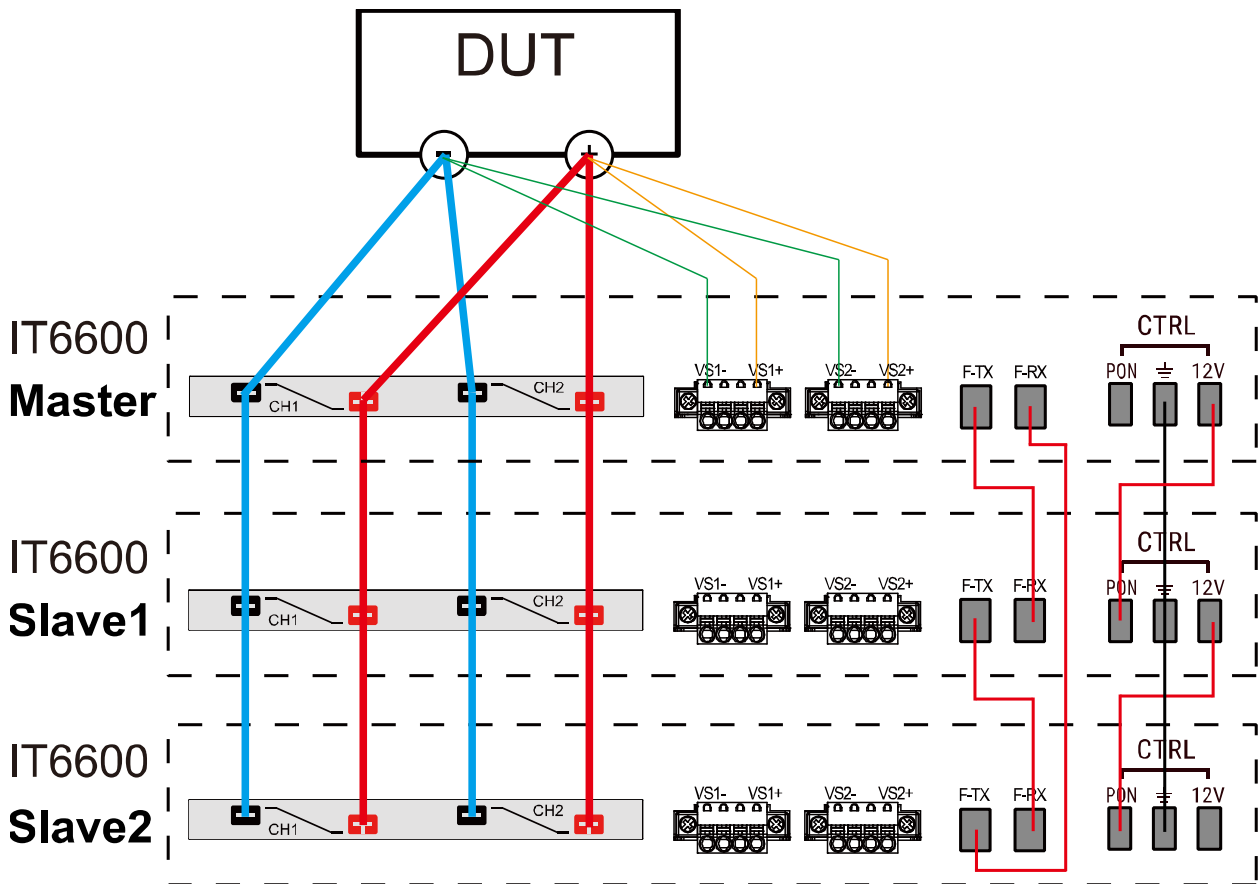 DUT
- +
IT6600
Master
CTRL
VS1- VS1+ VS2- VS2+ F-TX F-RX PON 12V
CH1 CH2
IT6600
Slave1
CTRL
VS1- VS1+ VS2- VS2+ F-TX F-RX PON 12V
CH1 CH2
IT6600
Slave2
CTRL
VS1- VS1+ VS2- VS2+ F-TX F-RX PON 12V
CH1 CH2